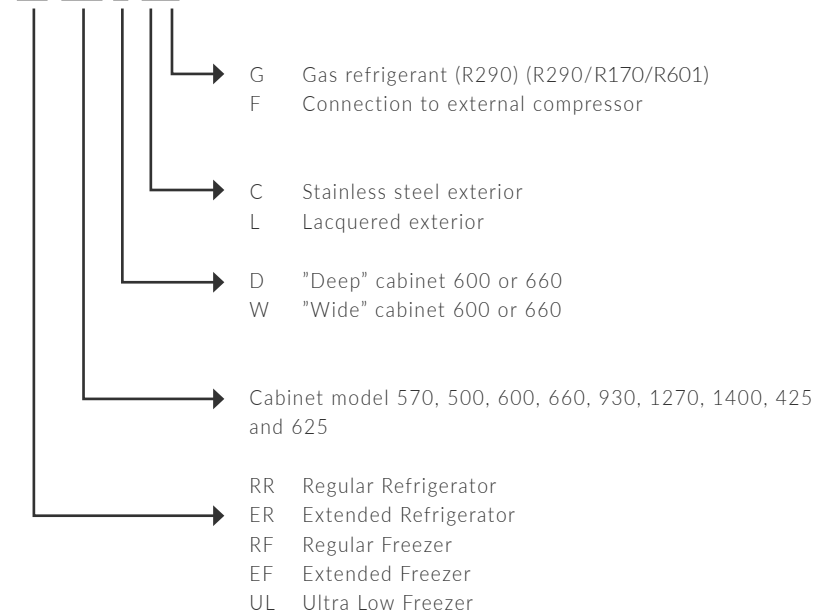 G Gas refrigerant (R290) (R290/R170/R601)
F Connection to external compressor
C Stainless steel exterior
L Lacquered exterior
D ”Deep” cabinet 600 or 660
W ”Wide” cabinet 600 or 660
Cabinet model 570, 500, 600, 660, 930, 1270, 1400, 425
and 625
RR Regular Refrigerator
ER Extended Refrigerator
RF Regular Freezer
EF Extended Freezer
UL Ultra Low Freezer